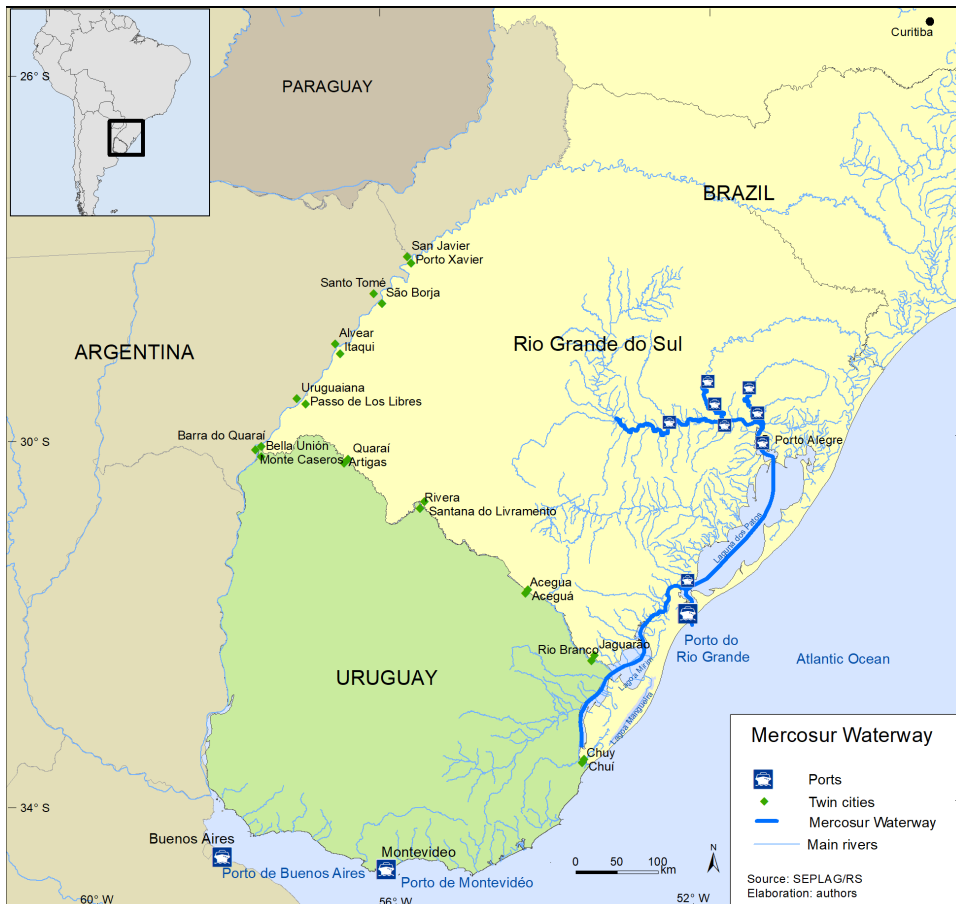 Curitiba
26° S
PARAGUAY
BRAZIL
San Javier
Porto Xavier
Santo Tomé
São Borja
Alvear
Itaqui
ARGENTINA
Rio Grande do Sul
Uruguaiana
Passo de Los Libres
Barra do Quaraí
30° S
Bella Unión
Monte Caseros
Quaraí
Artigas
Porto Alegre
Rivera
Santana do Livramento
Laguna dos Patos
Acegua
Aceguá
Porto do
Rio Grande
Jaguarão
Rio Branco
Atlantic Ocean
URUGUAY
Lagoa Mirim
Lagoa Mangueira
Chuy
Chuí
Mercosur Waterway
Ports
Twin cities
Mercosur Waterway
Main rivers
34° S
Buenos Aires
Montevideo
Porto de Buenos Aires
Porto de Montevidéo
0 50 100
km
N
Source: SEPLAG/RS
Elaboration: authors
60° W
56° W
52° W